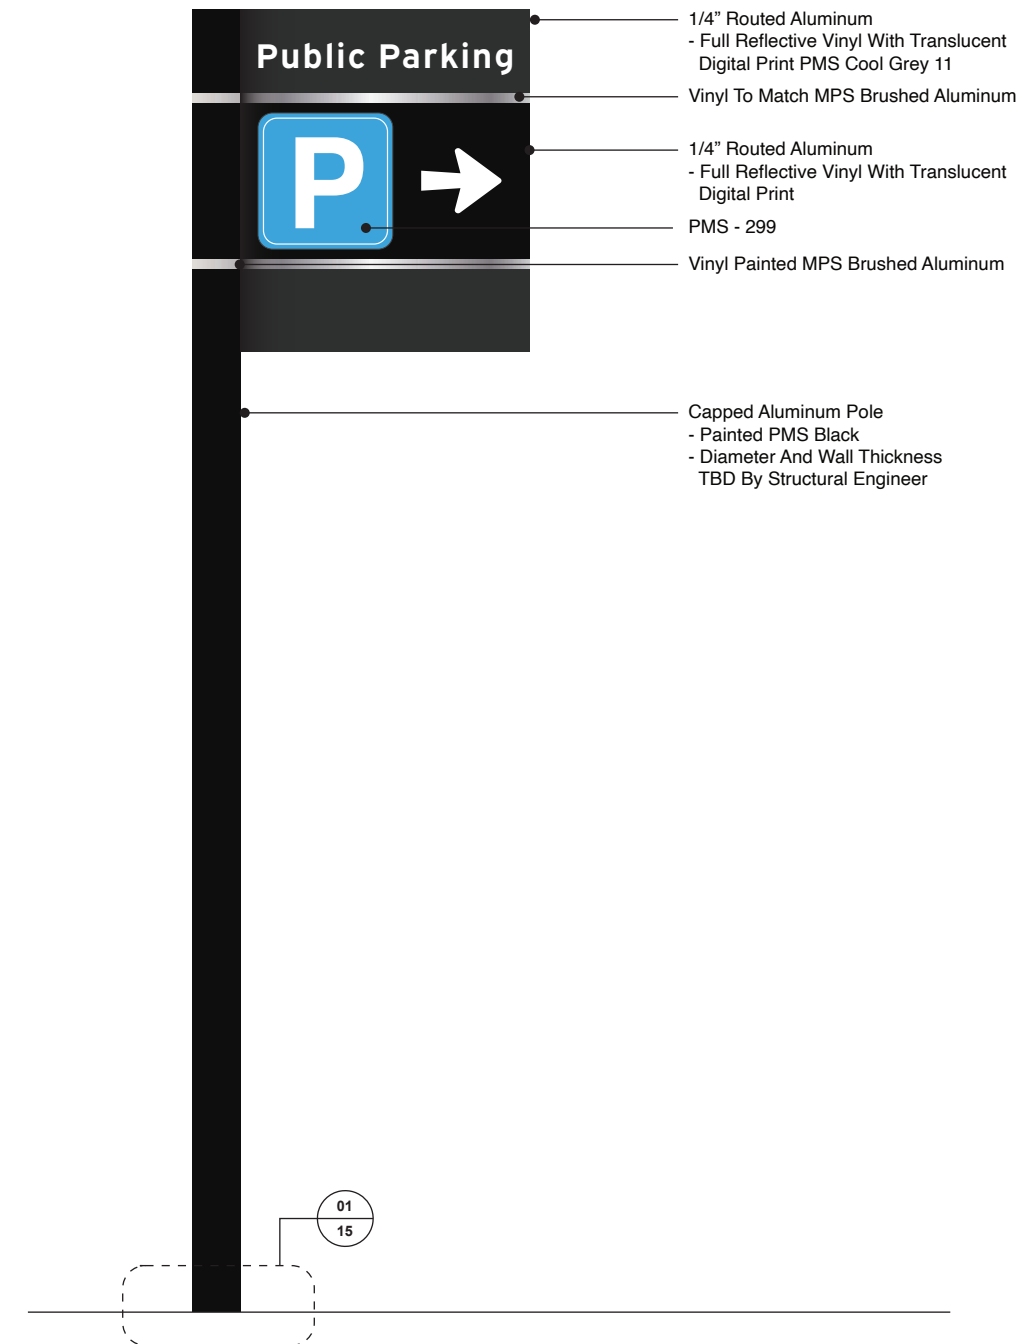 Public Parking
P
1/4” Routed Aluminum
- Full Reflective Vinyl With Translucent
Digital Print PMS Cool Grey 11
Vinyl To Match MPS Brushed Aluminum
1/4” Routed Aluminum
- Full Reflective Vinyl With Translucent
Digital Print
PMS - 299
Vinyl Painted MPS Brushed Aluminum
Capped Aluminum Pole
- Painted PMS Black
- Diameter And Wall Thickness
TBD By Structural Engineer
01
15